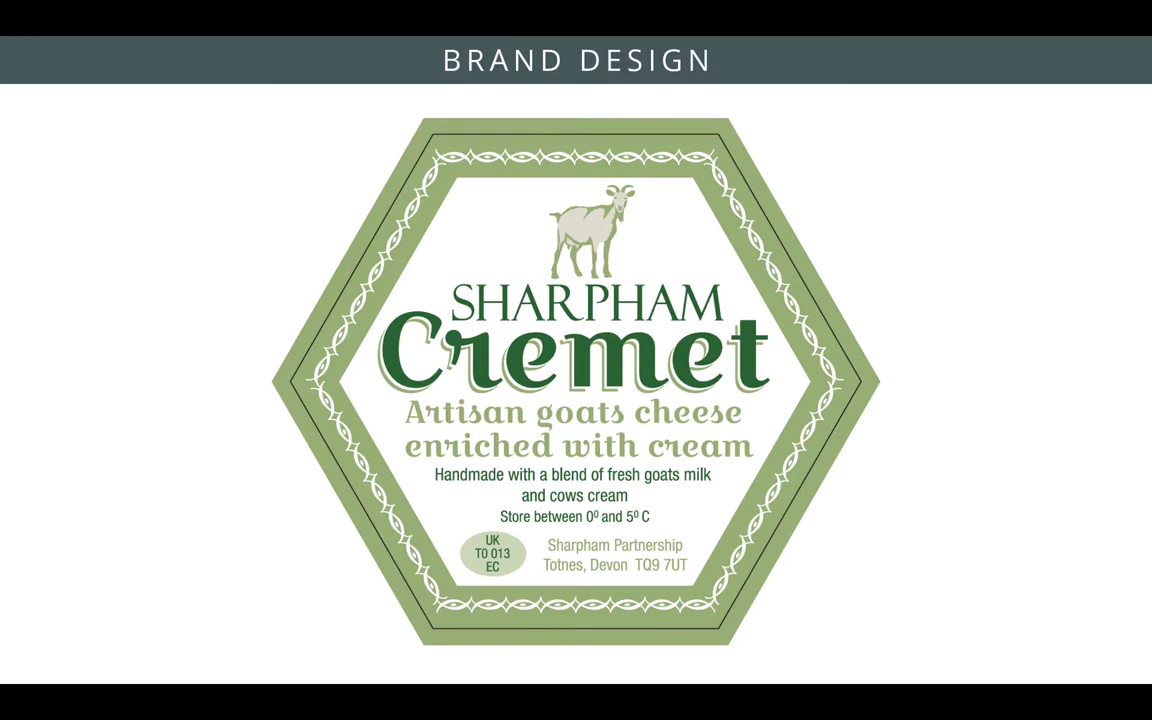 BRAND DESIGN
SHARPHAM
Cremet
Artisan goats cheese
enriched with cream
Handmade with a blend of fresh goats milk
and cows cream
Store between 0⁰ and 5⁰ C
UK
TO 013
EC
Sharpham Partnership
Totnes, Devon TQ9 7UT